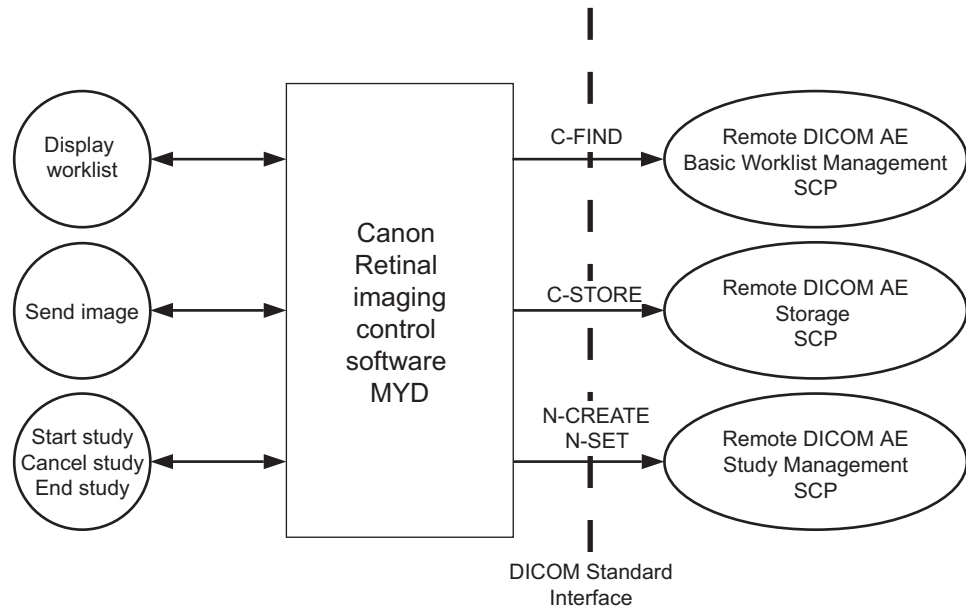 Display
worklist
Send image
Start study
Cancel study
End study
Canon
Retinal
imaging
control
software
MYD
C-FIND
C-STORE
N-CREATE
N-SET
Remote DICOM AE
Basic Worklist Management
SCP
Remote DICOM AE
Storage
SCP
Remote DICOM AE
Study Management
SCP
DICOM Standard
Interface